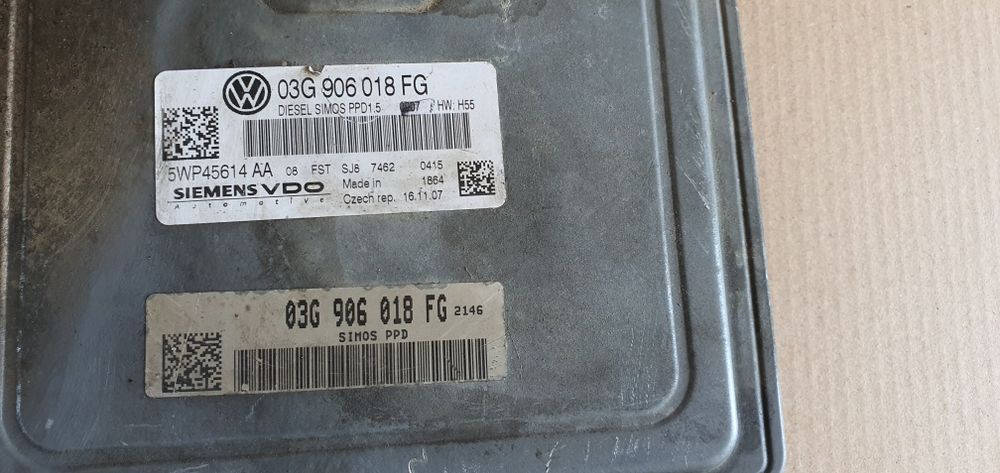 03G 906 018 FG
DIESEL SIMOS PPD1.5 HW: H55
5WP45614 AA 08 FST SJ8 7462 0415
SIEMENS VDO Made in 1864
Automotive Czech rep. 16.11.07
03G 906 018 FG 2146
SIMOS PPD